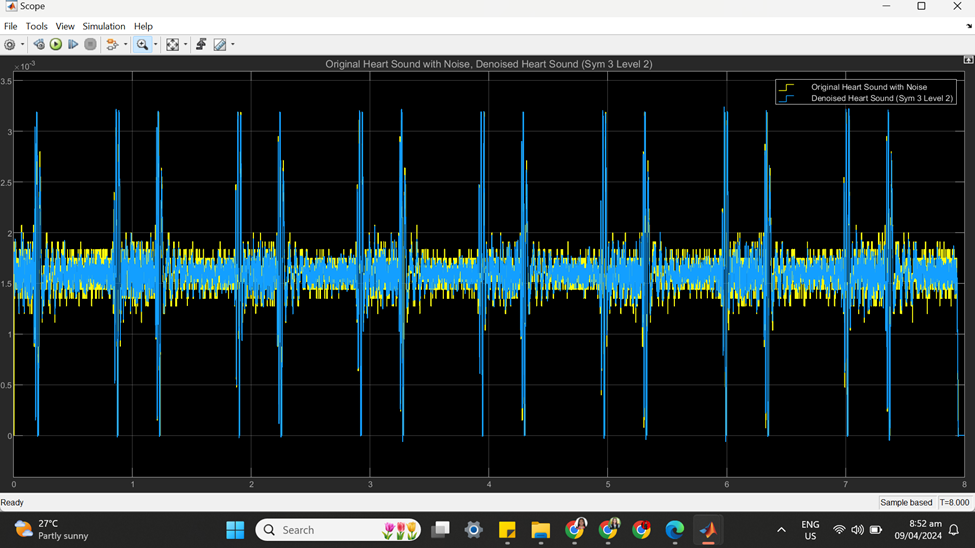 Scope
File Tools View Simulation Help
×10⁻³
Original Heart Sound with Noise, Denoised Heart Sound (Sym 3 Level 2)
Original Heart Sound with Noise
Denoised Heart Sound (Sym 3 Level 2)
3.5
3
2.5
2
1.5
1
0.5
0
0 1 2 3 4 5 6 7 8
Ready
Sample based T=8.000
27°C
Partly sunny
Search
ENG
US
8:52 am
09/04/2024